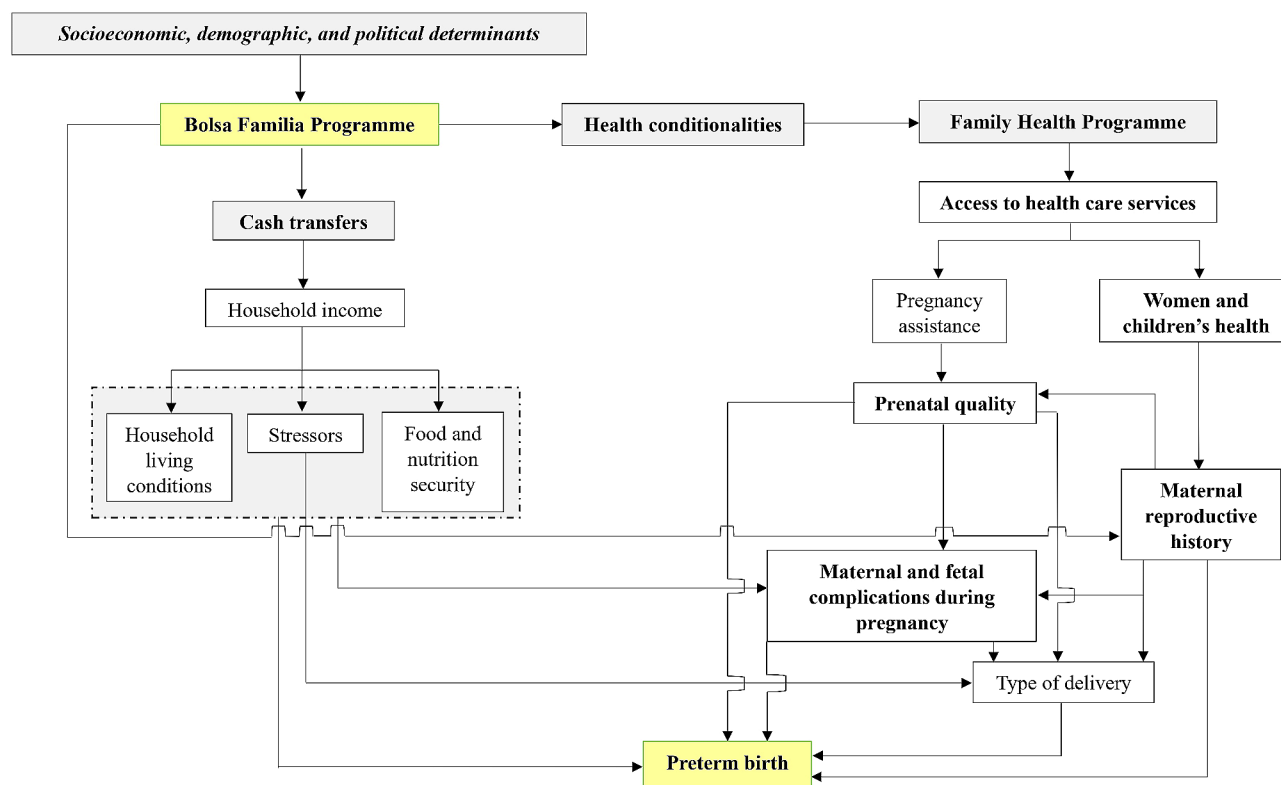 Socioeconomic, demographic, and political determinants
Bolsa Familia Programme
Health conditionalities
Family Health Programme
Cash transfers
Access to health care services
Household income
Pregnancy
assistance
Women and
children’s health
Prenatal quality
Household
living
conditions
Stressors
Food and
nutrition
security
Maternal
reproductive
history
Maternal and fetal
complications during
pregnancy
Type of delivery
Preterm birth